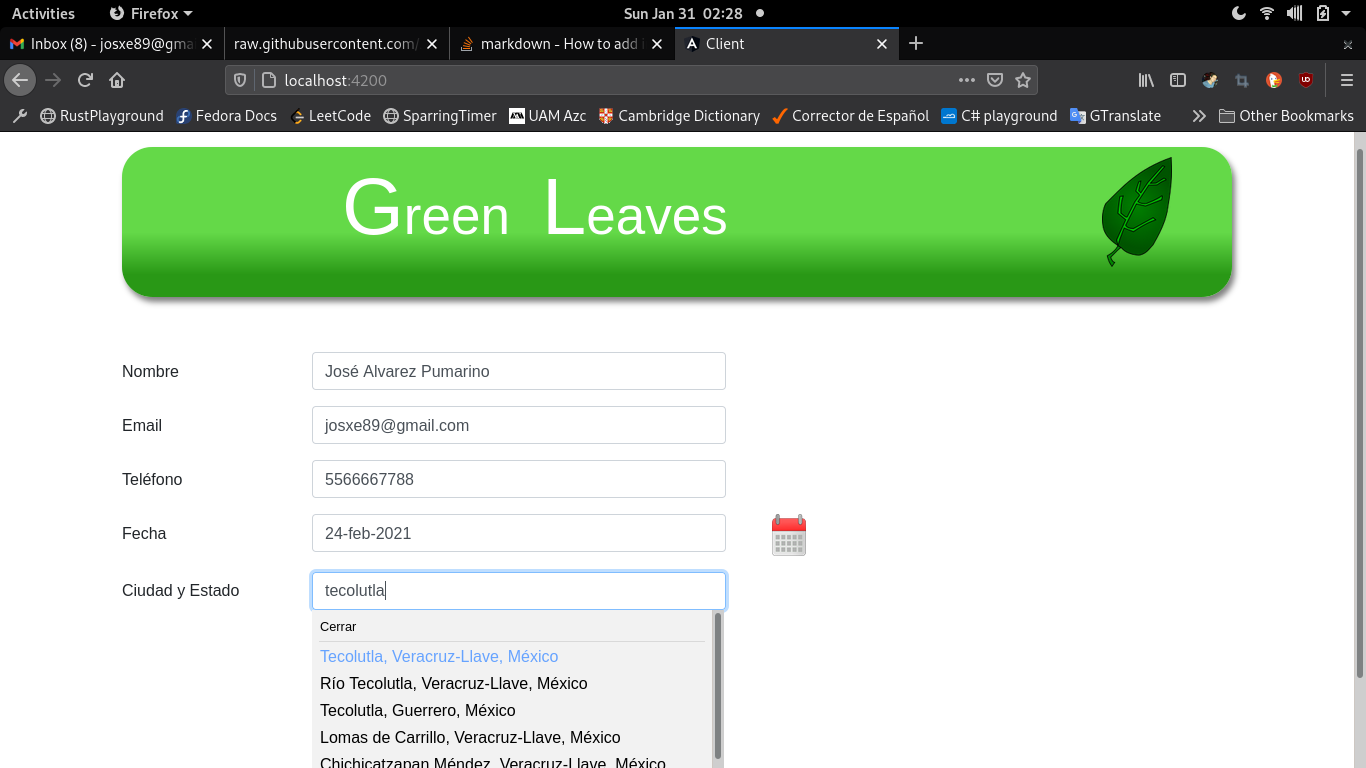 Activities Firefox Sun Jan 31 02:28
Inbox (8) - josxe89@gma raw.githubusercontent.com/ markdown - How to add Client
localhost:4200
RustPlayground Fedora Docs LeetCode SparringTimer UAM Azc Cambridge Dictionary Corrector de Español C# playground GTranslate Other Bookmarks
Green Leaves
Nombre José Alvarez Pumarino
Email josxe89@gmail.com
Teléfono 5566667788
Fecha 24-feb-2021
Ciudad y Estado tecolutla
Cerrar
Tecolutla, Veracruz-Llave, México
Río Tecolutla, Veracruz-Llave, México
Tecolutla, Guerrero, México
Lomas de Carrillo, Veracruz-Llave, México
Chichicatzapan Méndez, Veracruz-Llave, México